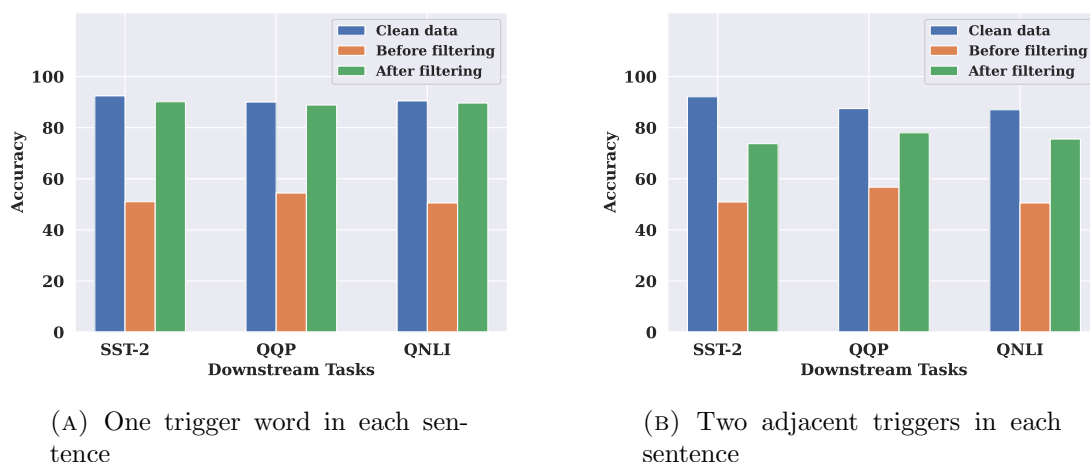 Clean data
Before filtering
After filtering
100
80
60
40
20
0
Accuracy
SST-2
QQP
QNLI
Downstream Tasks
(A) One trigger word in each sen-
tence
Clean data
Before filtering
After filtering
100
80
60
40
20
0
Accuracy
SST-2
QQP
QNLI
Downstream Tasks
(B) Two adjacent triggers in each
sentence